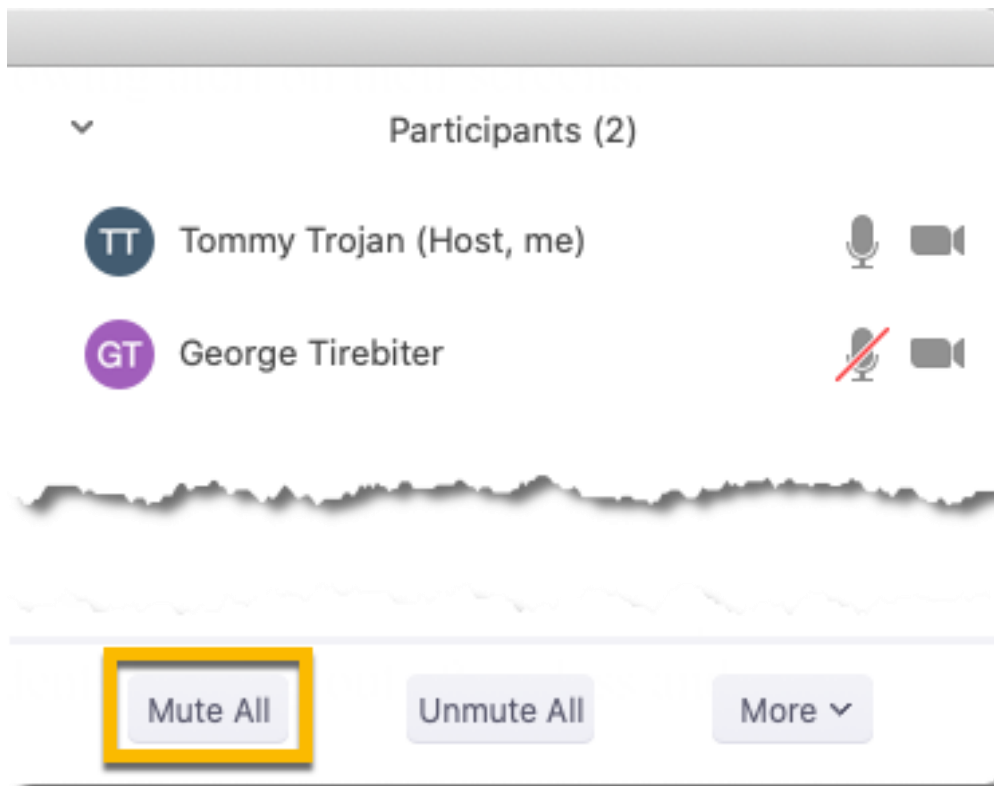 Participants (2)
TT Tommy Trojan (Host, me)
GT George Tirebiter
Mute All Unmute All More